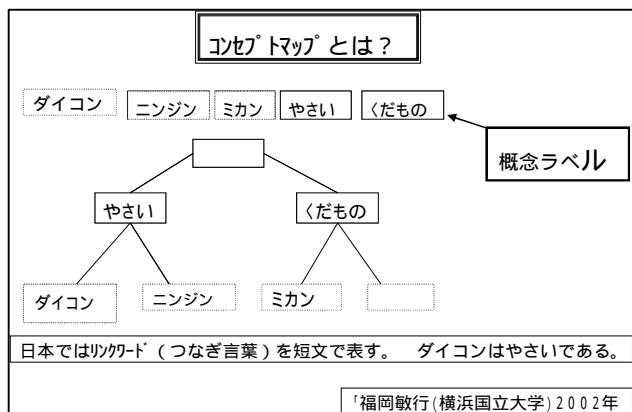 ｺﾝｾﾌﾟﾄﾏｯﾌﾟとは？
ダイコン ニンジン ミカン やさい くだもの
概念ラベル
やさい くだもの
ダイコン ニンジン ミカン
日本ではﾘﾝｸﾜｰﾄﾞ（つなぎ言葉）を短文で表す。 ダイコンはやさいである。
「福岡敏行(横浜国立大学)2002年